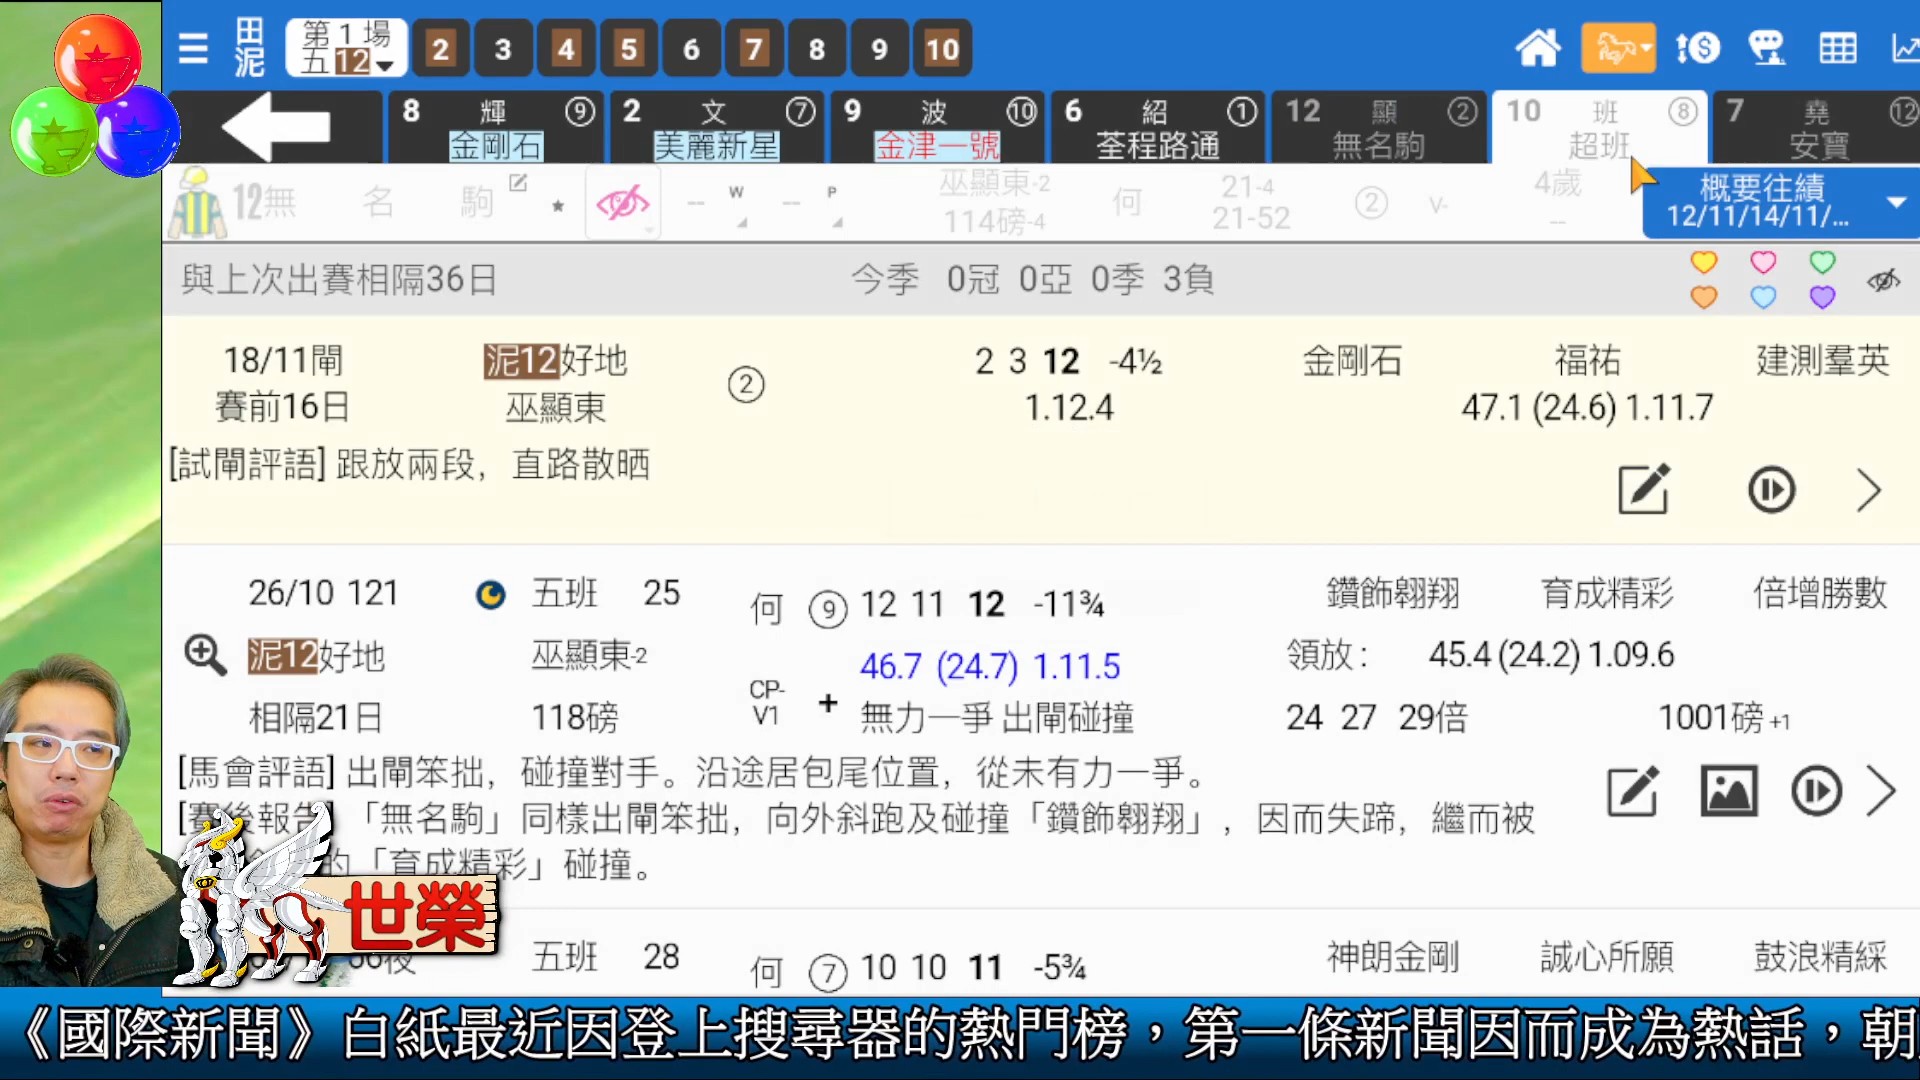 田泥 第1場 五12 2 3 4 5 6 7 8 9 10
8 輝 ⑨ 金剛石
2 文 ⑦ 美麗新星
9 波 ⑩ 金津一號
6 紹 ① 荃程路通
12 顯 ② 無名駒
10 班 ⑧ 超班
7 堯 ⑫ 安寶
12無名駒 ★ -- W -- P 巫顯東-2 何 21-4 ② V- 4歲
114磅-4 21-52 --
概要往績
12/11/14/11/...
與上次出賽相隔36日 今季 0冠 0亞 0季 3負
18/11閘 泥12好地 ② 2 3 12 -4½ 金剛石 福祐 建測羣英
賽前16日 巫顯東 1.12.4 47.1 (24.6) 1.11.7
[試閘評語] 跟放兩段，直路散晒
26/10 121 五班 25 何 ⑨ 12 11 12 -11¾ 鑽飾翱翔 育成精彩 倍增勝數
泥12好地 巫顯東-2 46.7 (24.7) 1.11.5 領放： 45.4 (24.2) 1.09.6
相隔21日 118磅 CP-V1 + 無力一爭 出閘碰撞 24 27 29倍 1001磅+1
[馬會評語] 出閘笨拙，碰撞對手。沿途居包尾位置，從未有力一爭。
[賽後報告] 「無名駒」同樣出閘笨拙，向外斜跑及碰撞「鑽飾翱翔」，因而失蹄，繼而被
的「育成精彩」碰撞。
世榮
五班 28 何 ⑦ 10 10 11 -5¾ 神朗金剛 誠心所願 鼓浪精綵
《國際新聞》白紙最近因登上搜尋器的熱門榜，第一條新聞因而成為熱話，朝